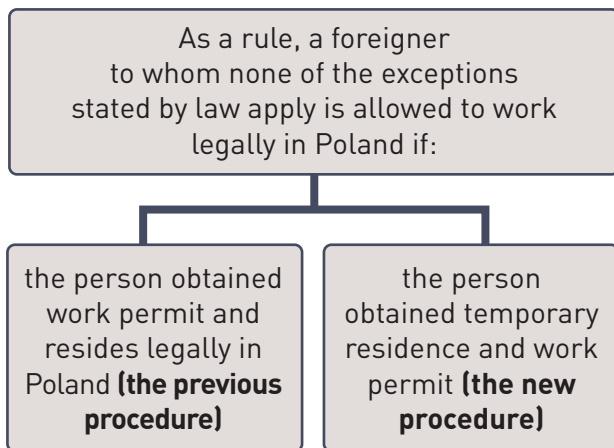 As a rule, a foreigner
to whom none of the exceptions
stated by law apply is allowed to work
legally in Poland if:
the person obtained
work permit and
resides legally in
Poland (the previous
procedure)
the person
obtained temporary
residence and work
permit (the new
procedure)